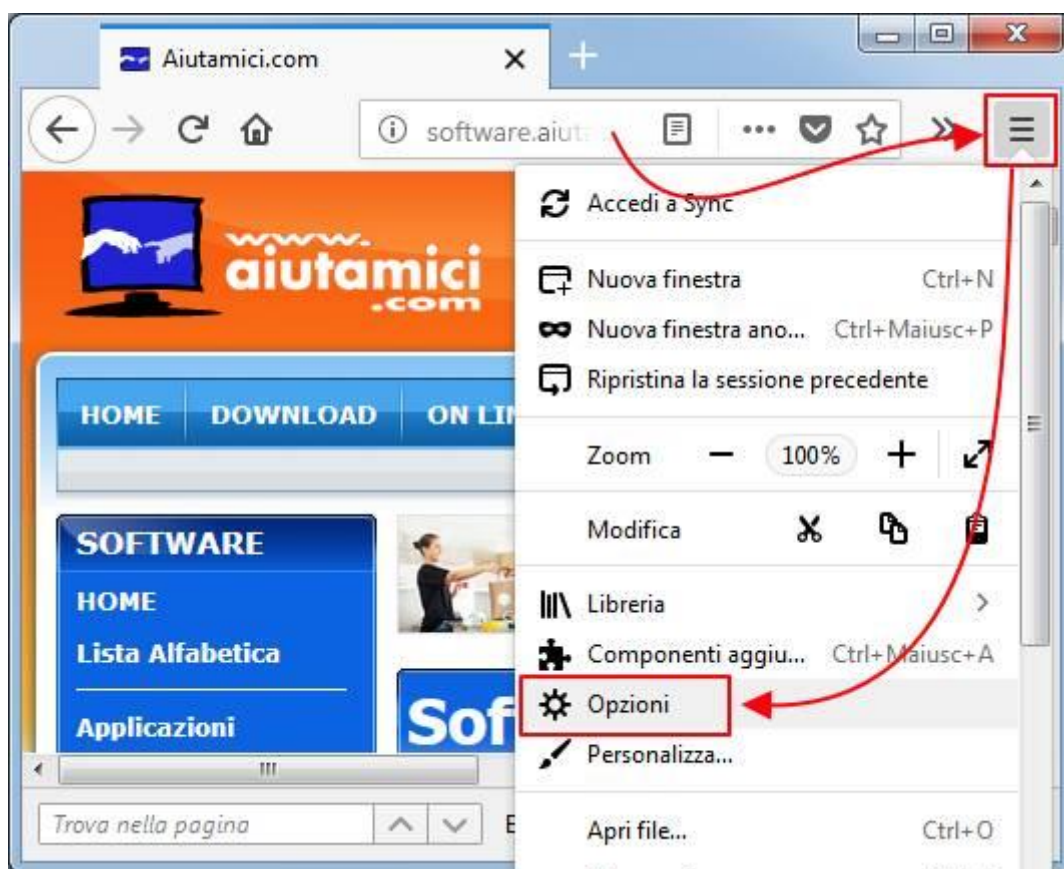 Aiutamici.com
software.aiut
Accedi a Sync
www.
aiutamici
.com
Nuova finestra Ctrl+N
Nuova finestra ano... Ctrl+Maiusc+P
Ripristina la sessione precedente
HOME DOWNLOAD ON LIN
Zoom 100%
Modifica
SOFTWARE
HOME
Lista Alfabetica
Applicazioni
Sof
Libreria
Componenti aggiu... Ctrl+Maiusc+A
Opzioni
Personalizza...
Trova nella pagina
Apri file... Ctrl+O